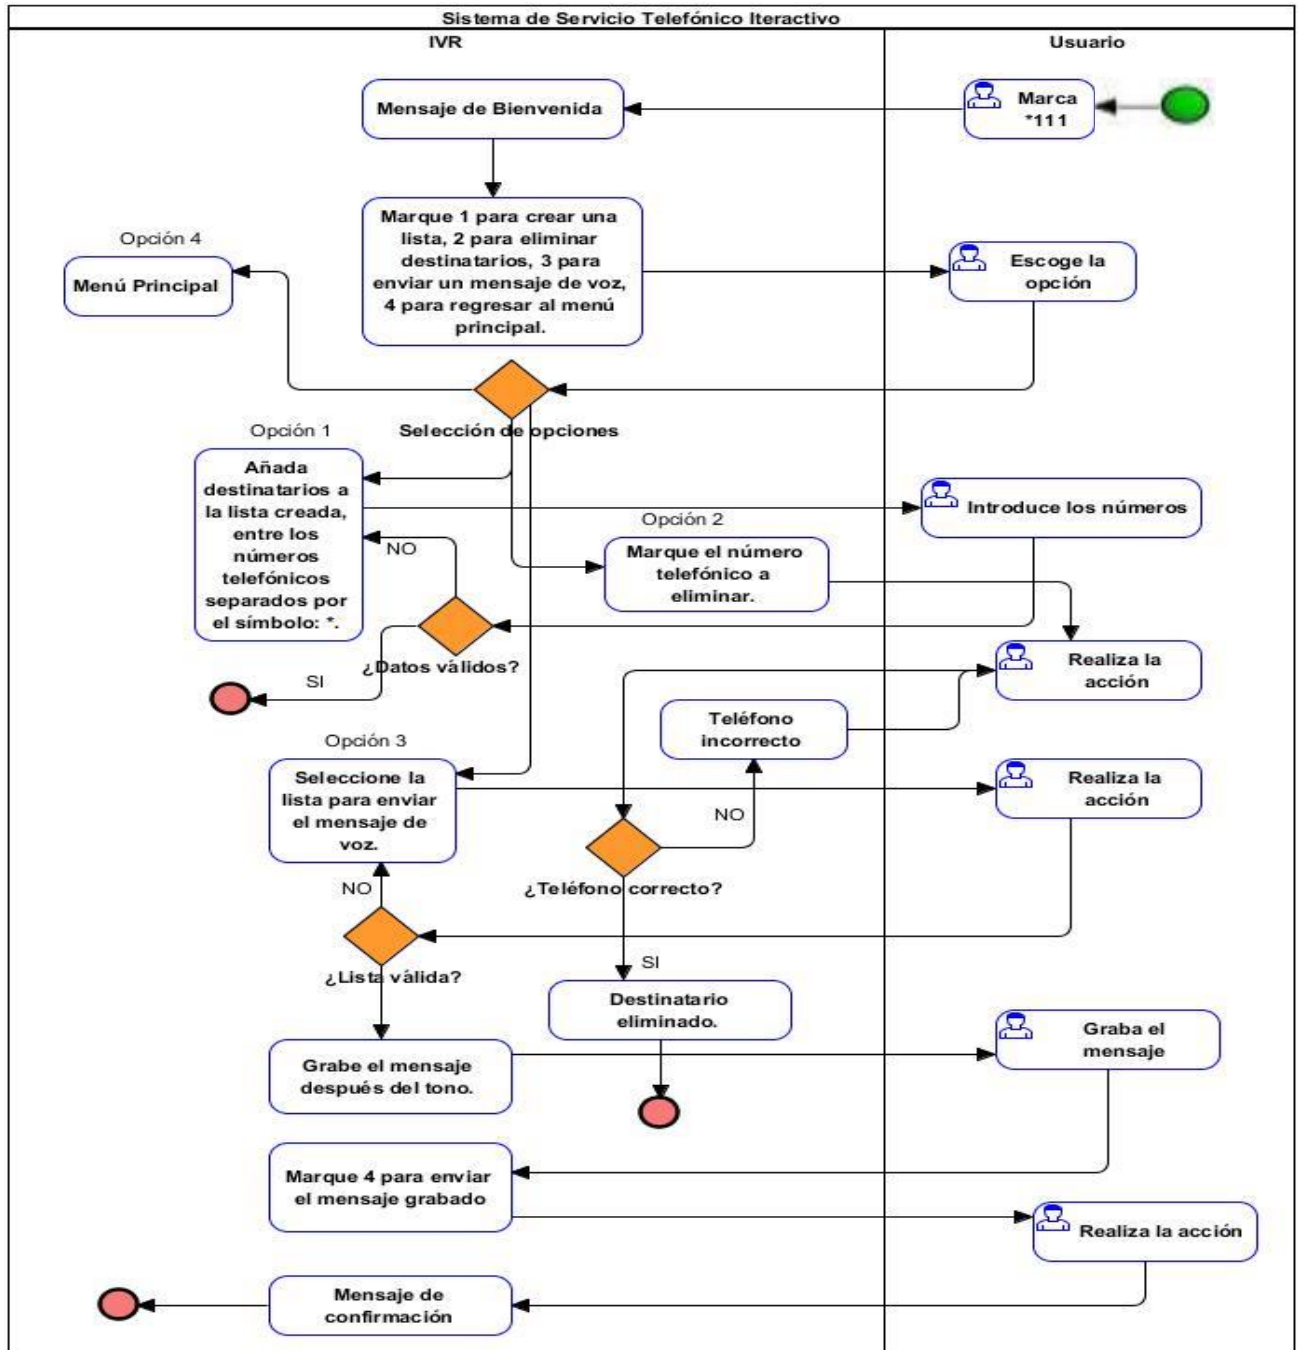 Sistema de Servicio Telefónico Iteractivo
IVR
Usuario
Mensaje de Bienvenida
Marca
*111
Marque 1 para crear una
lista, 2 para eliminar
destinatarios, 3 para
enviar un mensaje de voz,
4 para regresar al menú
principal.
Opción 4
Menú Principal
Escoge la
opción
Selección de opciones
Opción 1
Añada
destinatarios a
la lista creada,
entre los
números
telefónicos
separados por
el símbolo: *.
Introduce los números
Opción 2
Marque el número
telefónico a
eliminar.
NO
¿Datos válidos?
SI
Realiza la
acción
Teléfono
incorrecto
Opción 3
Seleccione la
lista para enviar
el mensaje de
voz.
Realiza la
acción
NO
¿Teléfono correcto?
NO
¿Lista válida?
SI
Destinatario
eliminado.
Grabe el mensaje
después del tono.
Graba el
mensaje
Marque 4 para enviar
el mensaje grabado
Realiza la acción
Mensaje de
confirmación